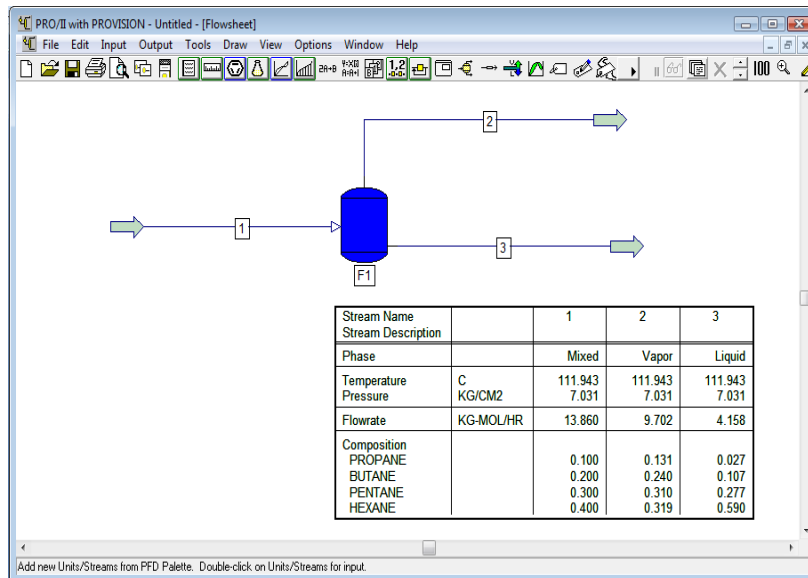 PRO/II with PROVISION - Untitled - [Flowsheet]
File Edit Input Output Tools Draw View Options Window Help
100
2
1
3
F1
Stream Name 1 2 3
Stream Description
Phase Mixed Vapor Liquid
Temperature C 111.943 111.943 111.943
Pressure KG/CM2 7.031 7.031 7.031
Flowrate KG-MOL/HR 13.860 9.702 4.158
Composition
PROPANE 0.100 0.131 0.027
BUTANE 0.200 0.240 0.107
PENTANE 0.300 0.310 0.277
HEXANE 0.400 0.319 0.590
Add new Units/Streams from PFD Palette. Double-click on Units/Streams for input.